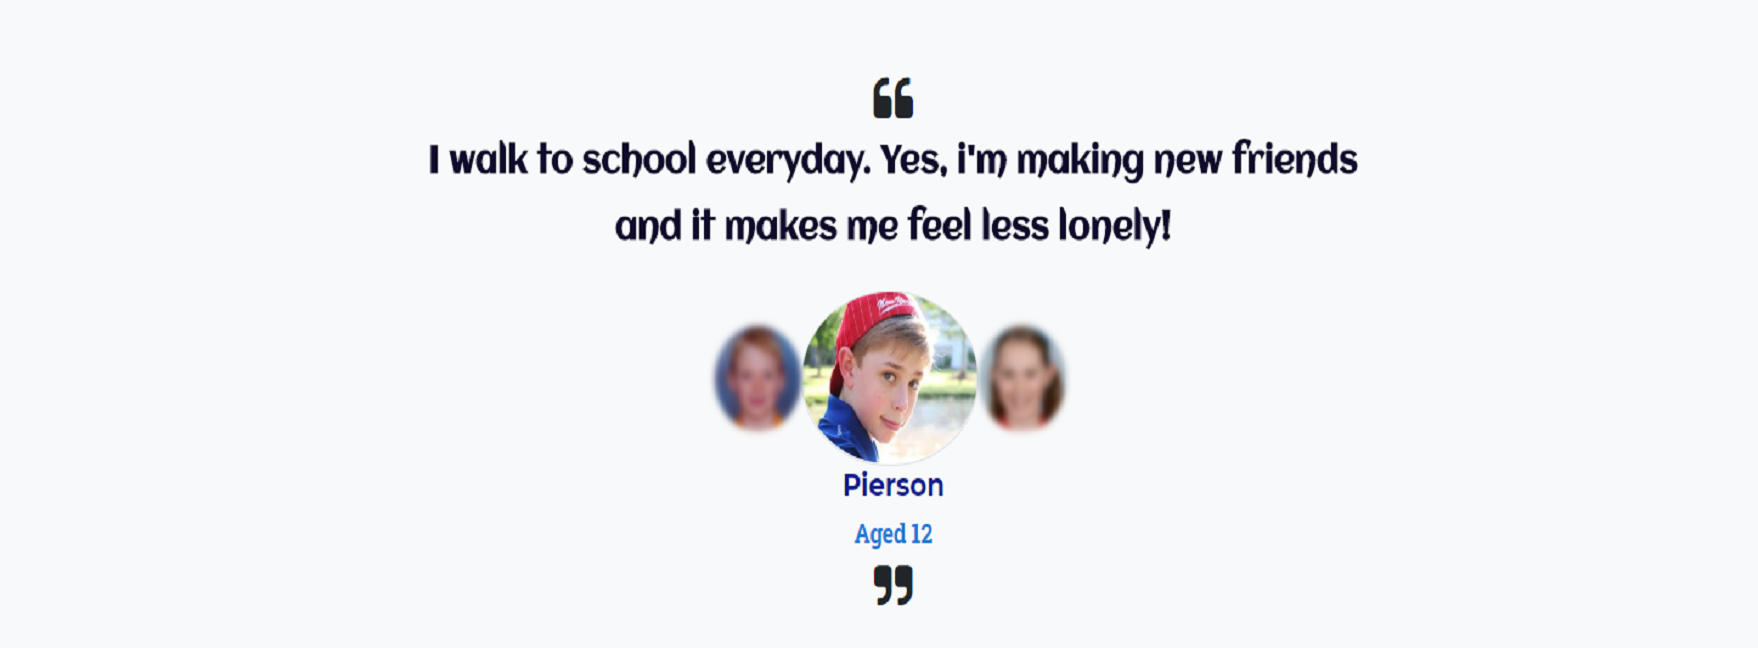 “
I walk to school everyday. Yes, i'm making new friends
and it makes me feel less lonely!
Pierson
Aged 12
”